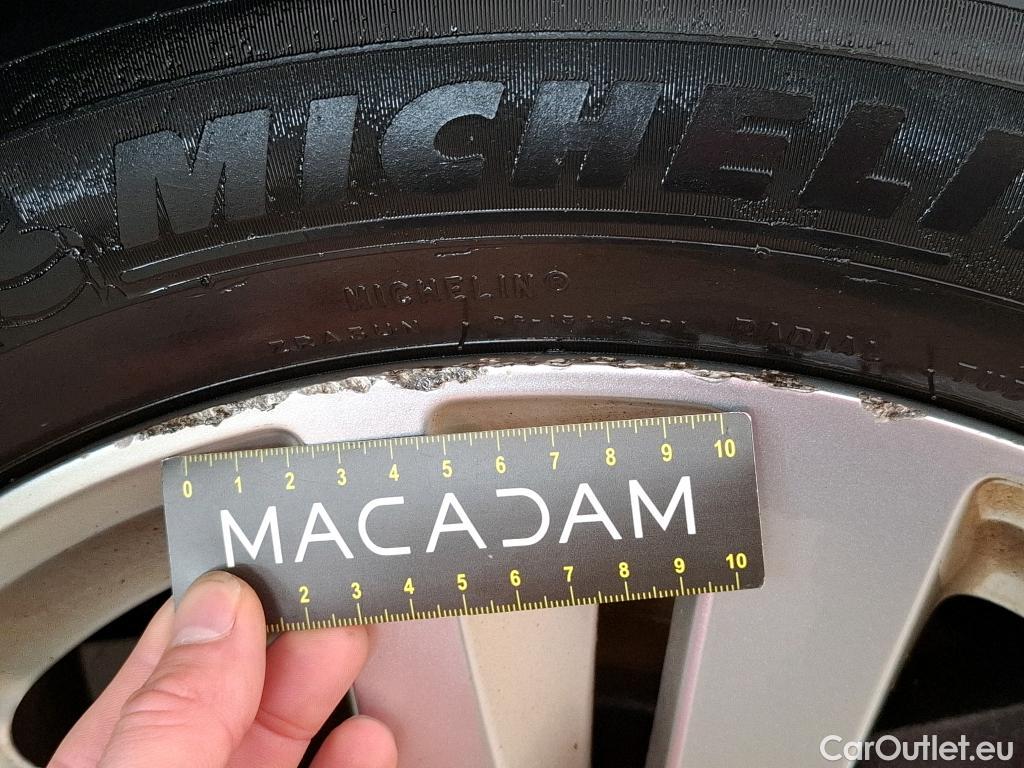 MICHELIN
MICHELIN ®
RADIAL
0 1 2 3 4 5 6 7 8 9 10
MACADAM
2 3 4 5 6 7 8 9 10
CarOutlet.eu